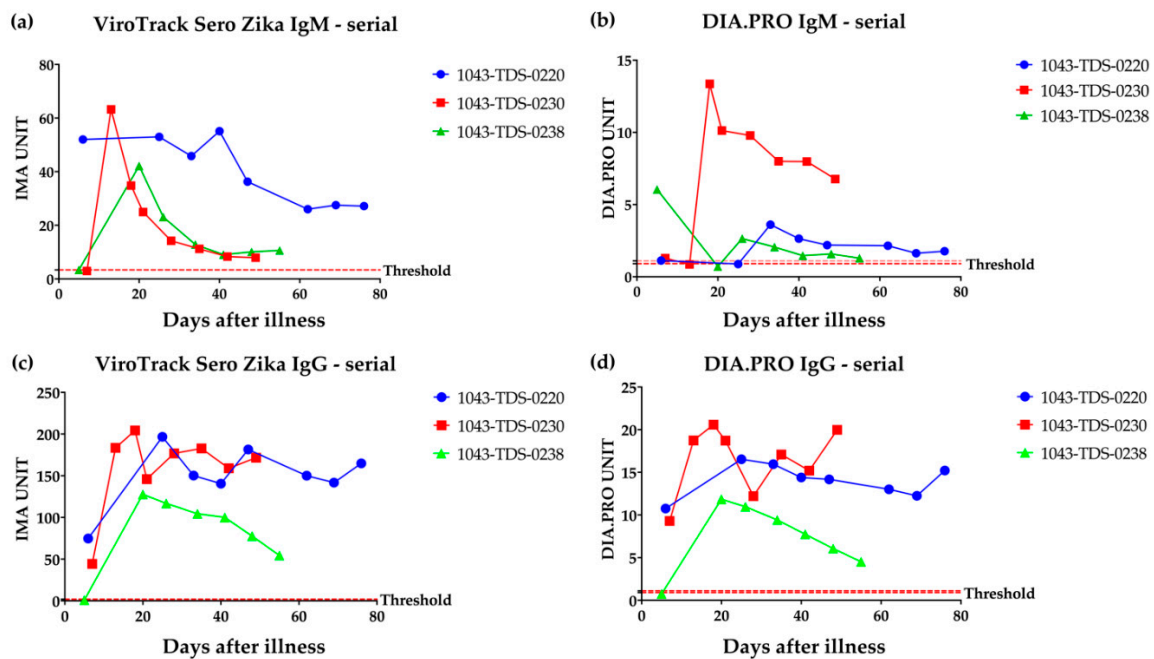 (a)
ViroTrack Sero Zika IgM - serial
IMA UNIT
80
60
40
20
0
0 20 40 60 80
Days after illness
Threshold
1043-TDS-0220
1043-TDS-0230
1043-TDS-0238
(b)
DIA.PRO IgM - serial
DIA.PRO UNIT
15
10
5
0
0 20 40 60 80
Days after illness
Threshold
1043-TDS-0220
1043-TDS-0230
1043-TDS-0238
(c)
ViroTrack Sero Zika IgG - serial
IMA UNIT
250
200
150
100
50
0
0 20 40 60 80
Days after illness
Threshold
1043-TDS-0220
1043-TDS-0230
1043-TDS-0238
(d)
DIA.PRO IgG - serial
DIA.PRO UNIT
25
20
15
10
5
0
0 20 40 60 80
Days after illness
Threshold
1043-TDS-0220
1043-TDS-0230
1043-TDS-0238